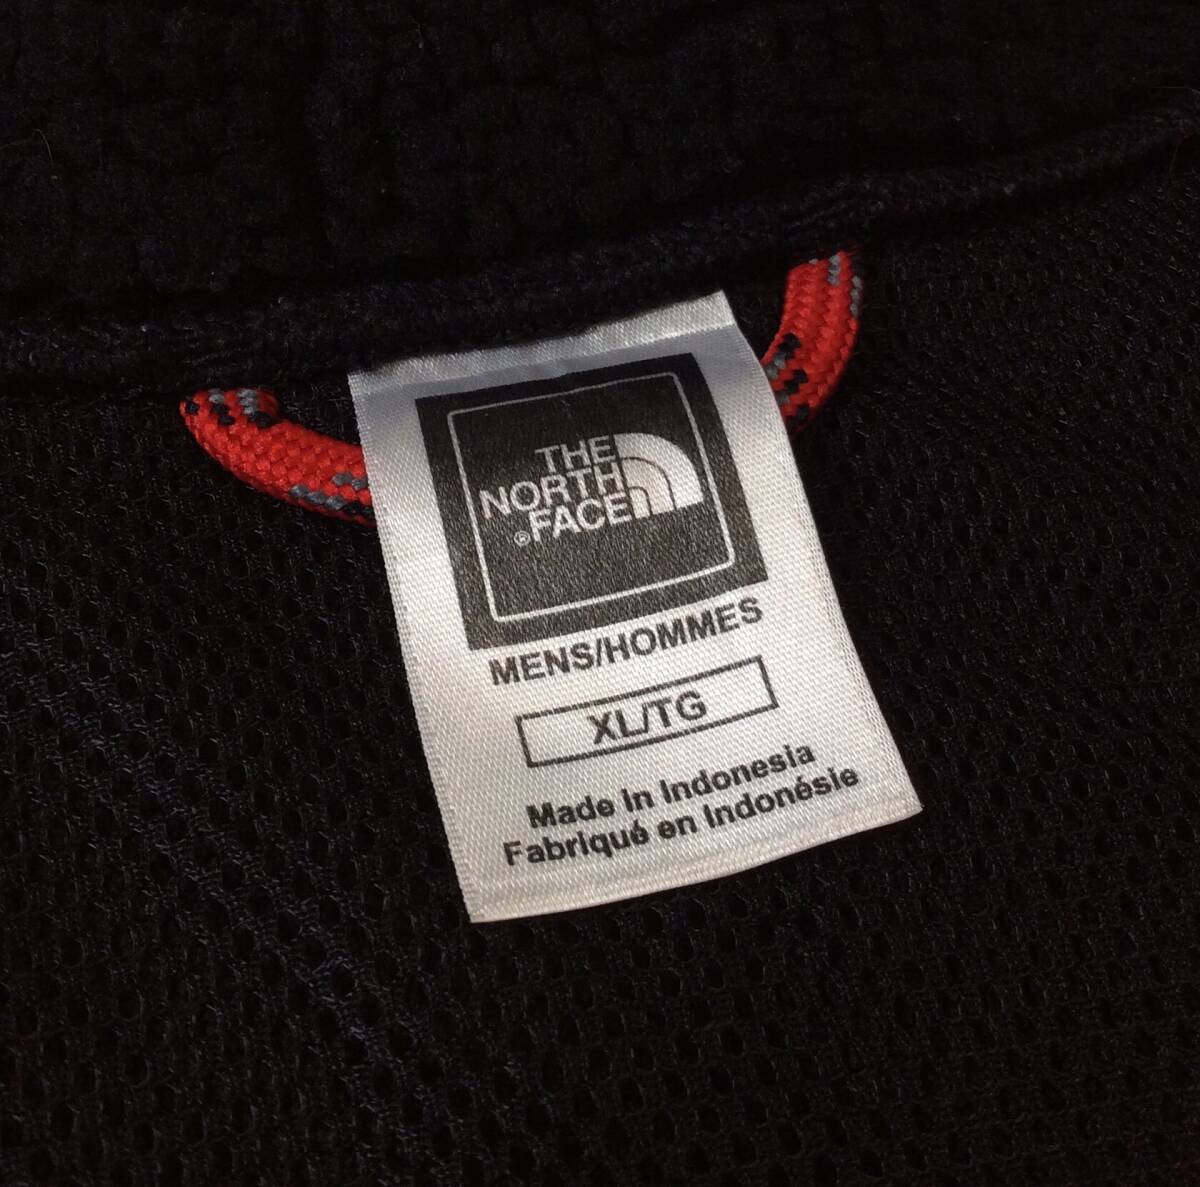 THE
NORTH
FACE®
MENS/HOMMES
XL/TG
Made In Indonesia
Fabriqué en Indonésie